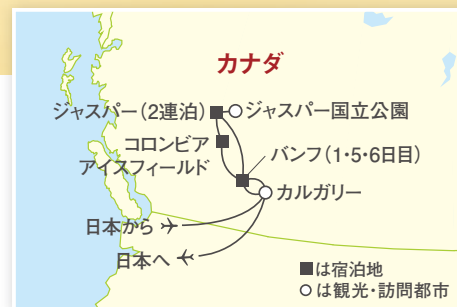 カナダ
ジャスパー（2連泊）
ジャスパー国立公園
コロンビア
アイスフィールド
バンフ（1・5・6日目）
カルガリー
日本から
日本へ
■は宿泊地
○は観光・訪問都市